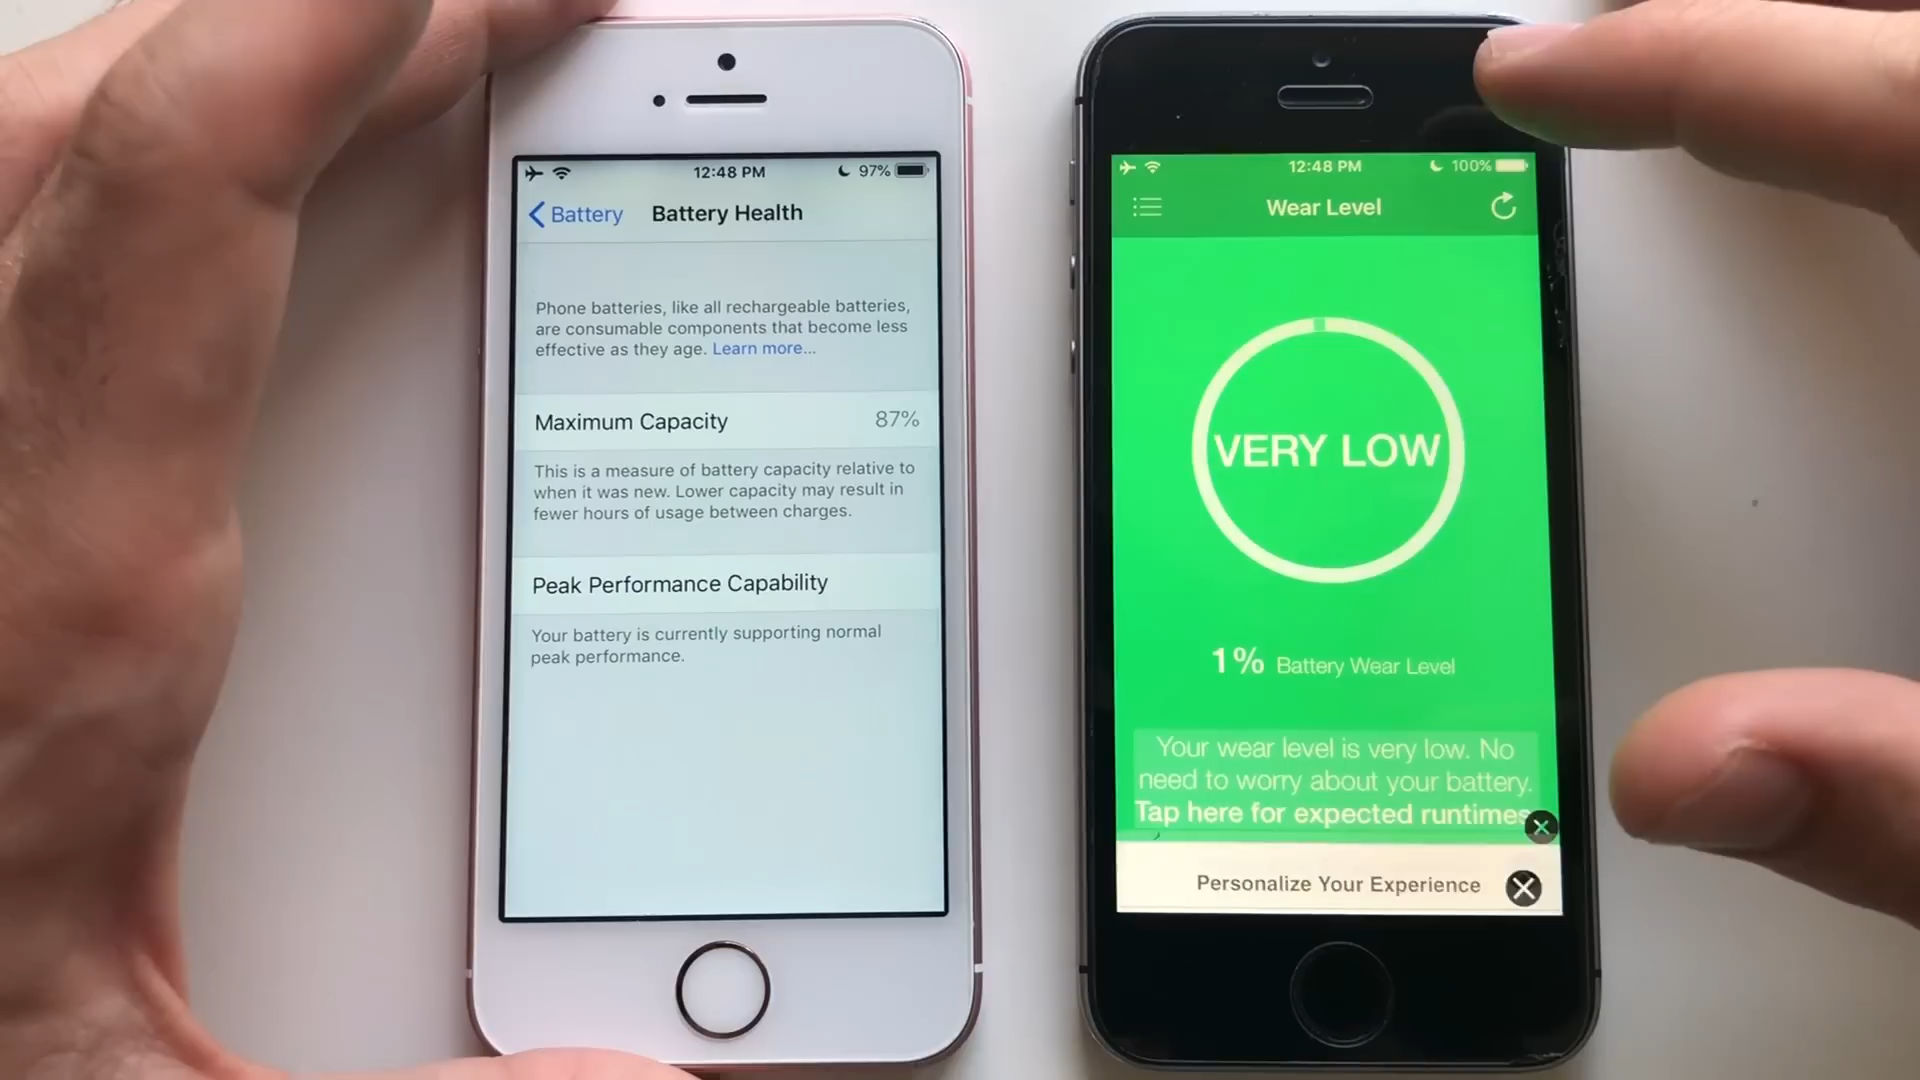 12:48 PM 97%
Battery Battery Health
Phone batteries, like all rechargeable batteries,
are consumable components that become less
effective as they age. Learn more...
Maximum Capacity 87%
This is a measure of battery capacity relative to
when it was new. Lower capacity may result in
fewer hours of usage between charges.
Peak Performance Capability
Your battery is currently supporting normal
peak performance.
12:48 PM 100%
Wear Level
VERY LOW
1% Battery Wear Level
Your wear level is very low. No
need to worry about your battery.
Tap here for expected runtimes
Personalize Your Experience